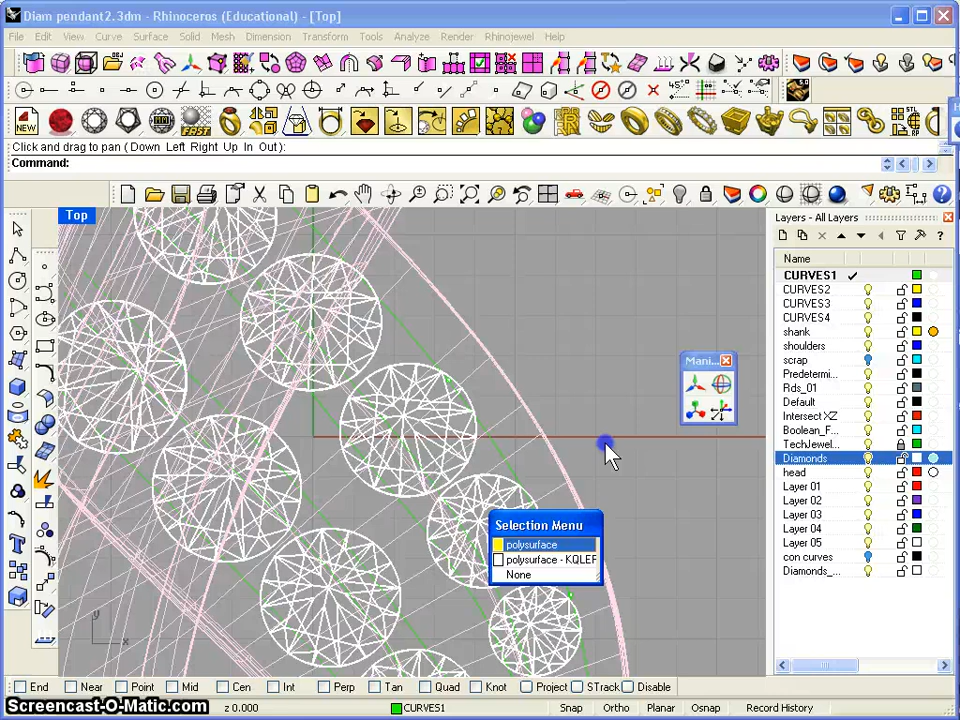 Diam pendant2.3dm - Rhinoceros (Educational) - [Top]
File Edit View Curve Surface Solid Mesh Dimension Transform Tools Analyze Render Rhinojewel Help
NEW
FAST
STL
Click and drag to pan ( Down Left Right Up In Out ):
Command:
Top
Layers - All Layers
Name
CURVES1
CURVES2
CURVES3
CURVES4
shank
shoulders
scrap
Predetermi...
Rds_01
Default
Intersect XZ
Boolean_F...
TechJewel...
Diamonds
head
Layer 01
Layer 02
Layer 03
Layer 04
Layer 05
con curves
Diamonds_...
Mani...
Selection Menu
polysurface
polysurface - KQLEF
None
y
x
End Near Point Mid Cen Int Perp Tan Quad Knot Project STrack Disable
Screencast-O-Matic.com
z 0.000
CURVES1
Snap Ortho Planar Osnap Record History